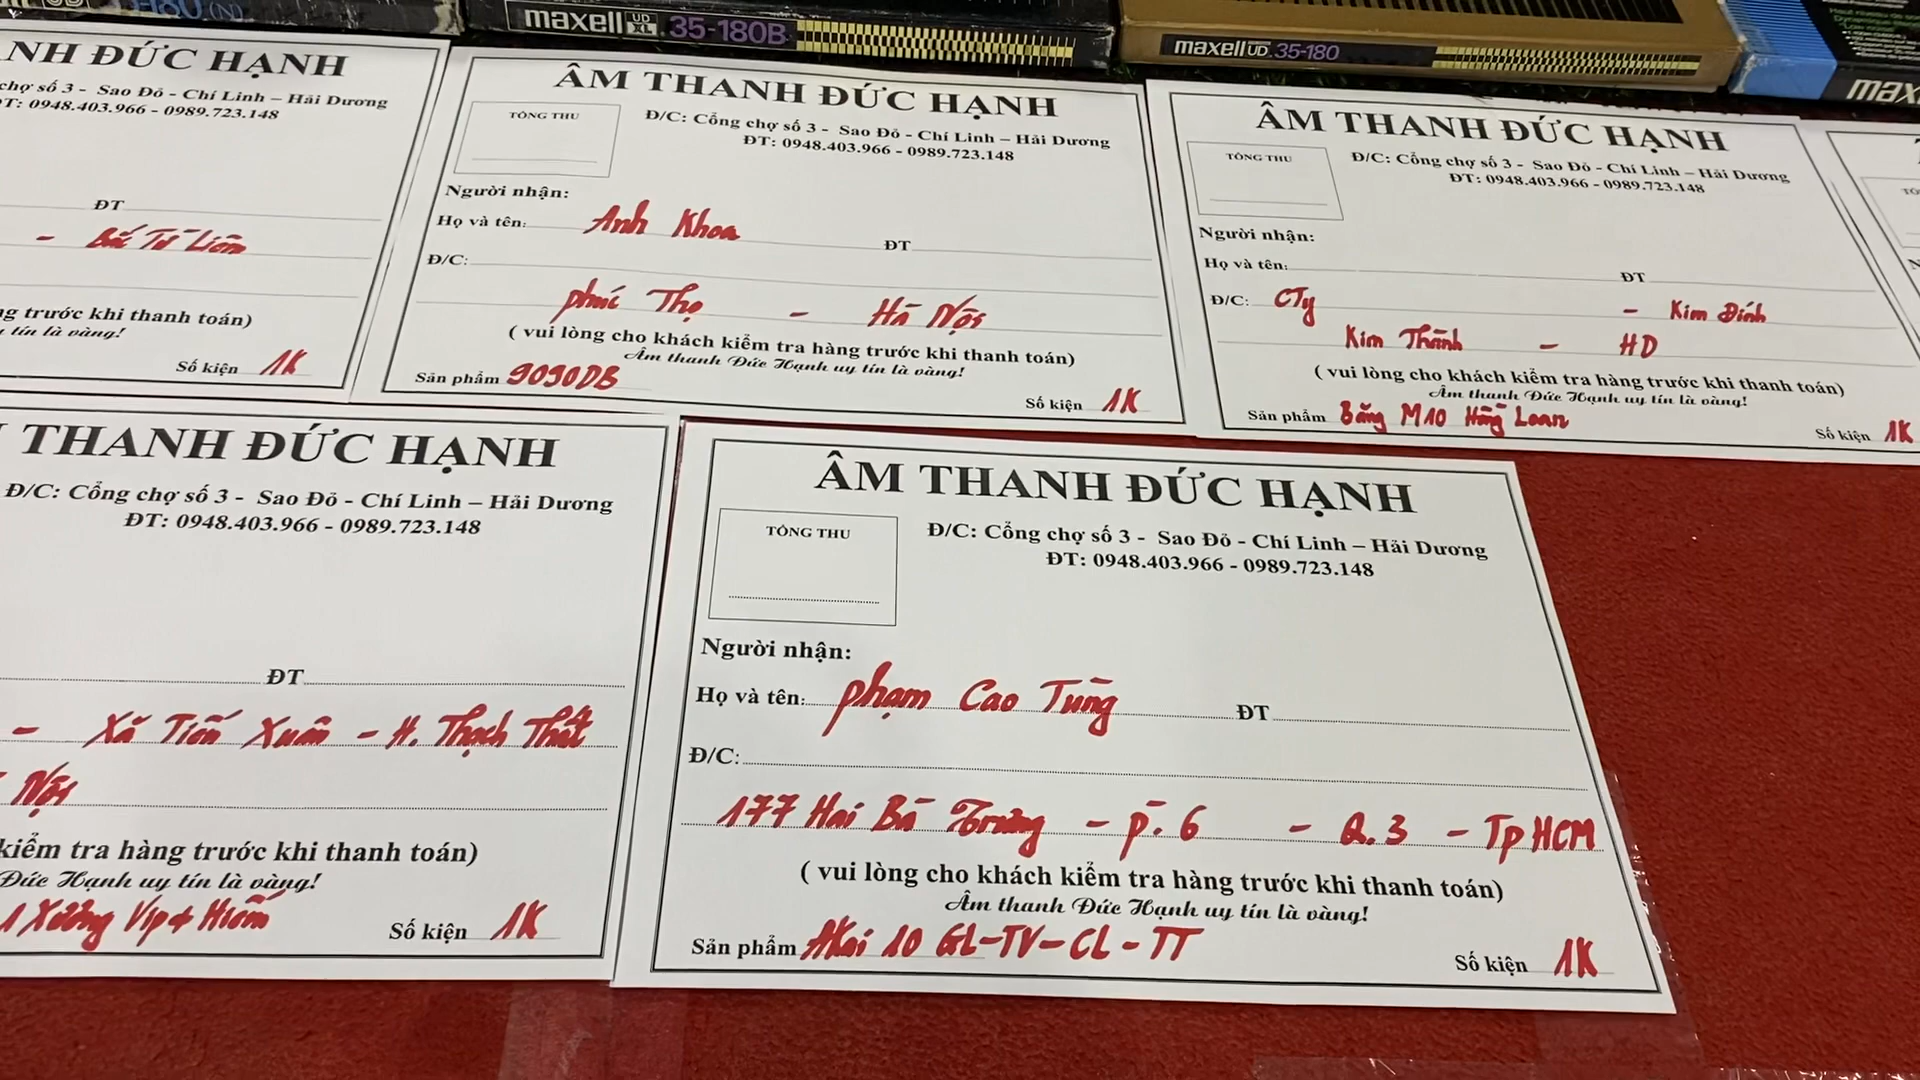 maxell UD XL 35-180B
maxell UD 35-180
maxell
NH ĐỨC HẠNH
chợ số 3 - Sao Đỏ - Chí Linh – Hải Dương
ĐT: 0948.403.966 - 0989.723.148
ĐT
- Bắc Từ Liêm
trước khi thanh toán)
tín là vàng!
Số kiện 1K
ÂM THANH ĐỨC HẠNH
TỔNG THU
Đ/C: Cổng chợ số 3 - Sao Đỏ - Chí Linh – Hải Dương
ĐT: 0948.403.966 - 0989.723.148
Người nhận:
Họ và tên: Anh Khoa ĐT
Đ/C:
Phúc Thọ - Hà Nội
( vui lòng cho khách kiểm tra hàng trước khi thanh toán)
Âm thanh Đức Hạnh uy tín là vàng!
Sản phẩm 9090DB Số kiện 1K
ÂM THANH ĐỨC HẠNH
TỔNG THU
Đ/C: Cổng chợ số 3 - Sao Đỏ - Chí Linh – Hải Dương
ĐT: 0948.403.966 - 0989.723.148
Người nhận:
Họ và tên: ĐT
Đ/C: CTy - Kim Đính
Kim Thành - HD
( vui lòng cho khách kiểm tra hàng trước khi thanh toán)
Âm thanh Đức Hạnh uy tín là vàng!
Sản phẩm Băng M10 Hãng Loan Số kiện 1K
THANH ĐỨC HẠNH
Đ/C: Cổng chợ số 3 - Sao Đỏ - Chí Linh – Hải Dương
ĐT: 0948.403.966 - 0989.723.148
ĐT
- Xã Tiến Xuân - H. Thạch Thất
Nội
kiểm tra hàng trước khi thanh toán)
Đức Hạnh uy tín là vàng!
1 Xưởng Vip + Hiếm Số kiện 1K
ÂM THANH ĐỨC HẠNH
TỔNG THU
Đ/C: Cổng chợ số 3 - Sao Đỏ - Chí Linh – Hải Dương
ĐT: 0948.403.966 - 0989.723.148
Người nhận:
Họ và tên: Phạm Cao Tùng ĐT
Đ/C:
177 Hai Bà Trưng - P. 6 - Q.3 - Tp HCM
( vui lòng cho khách kiểm tra hàng trước khi thanh toán)
Âm thanh Đức Hạnh uy tín là vàng!
Sản phẩm Akai 10 GL-TV-CL-TT Số kiện 1K